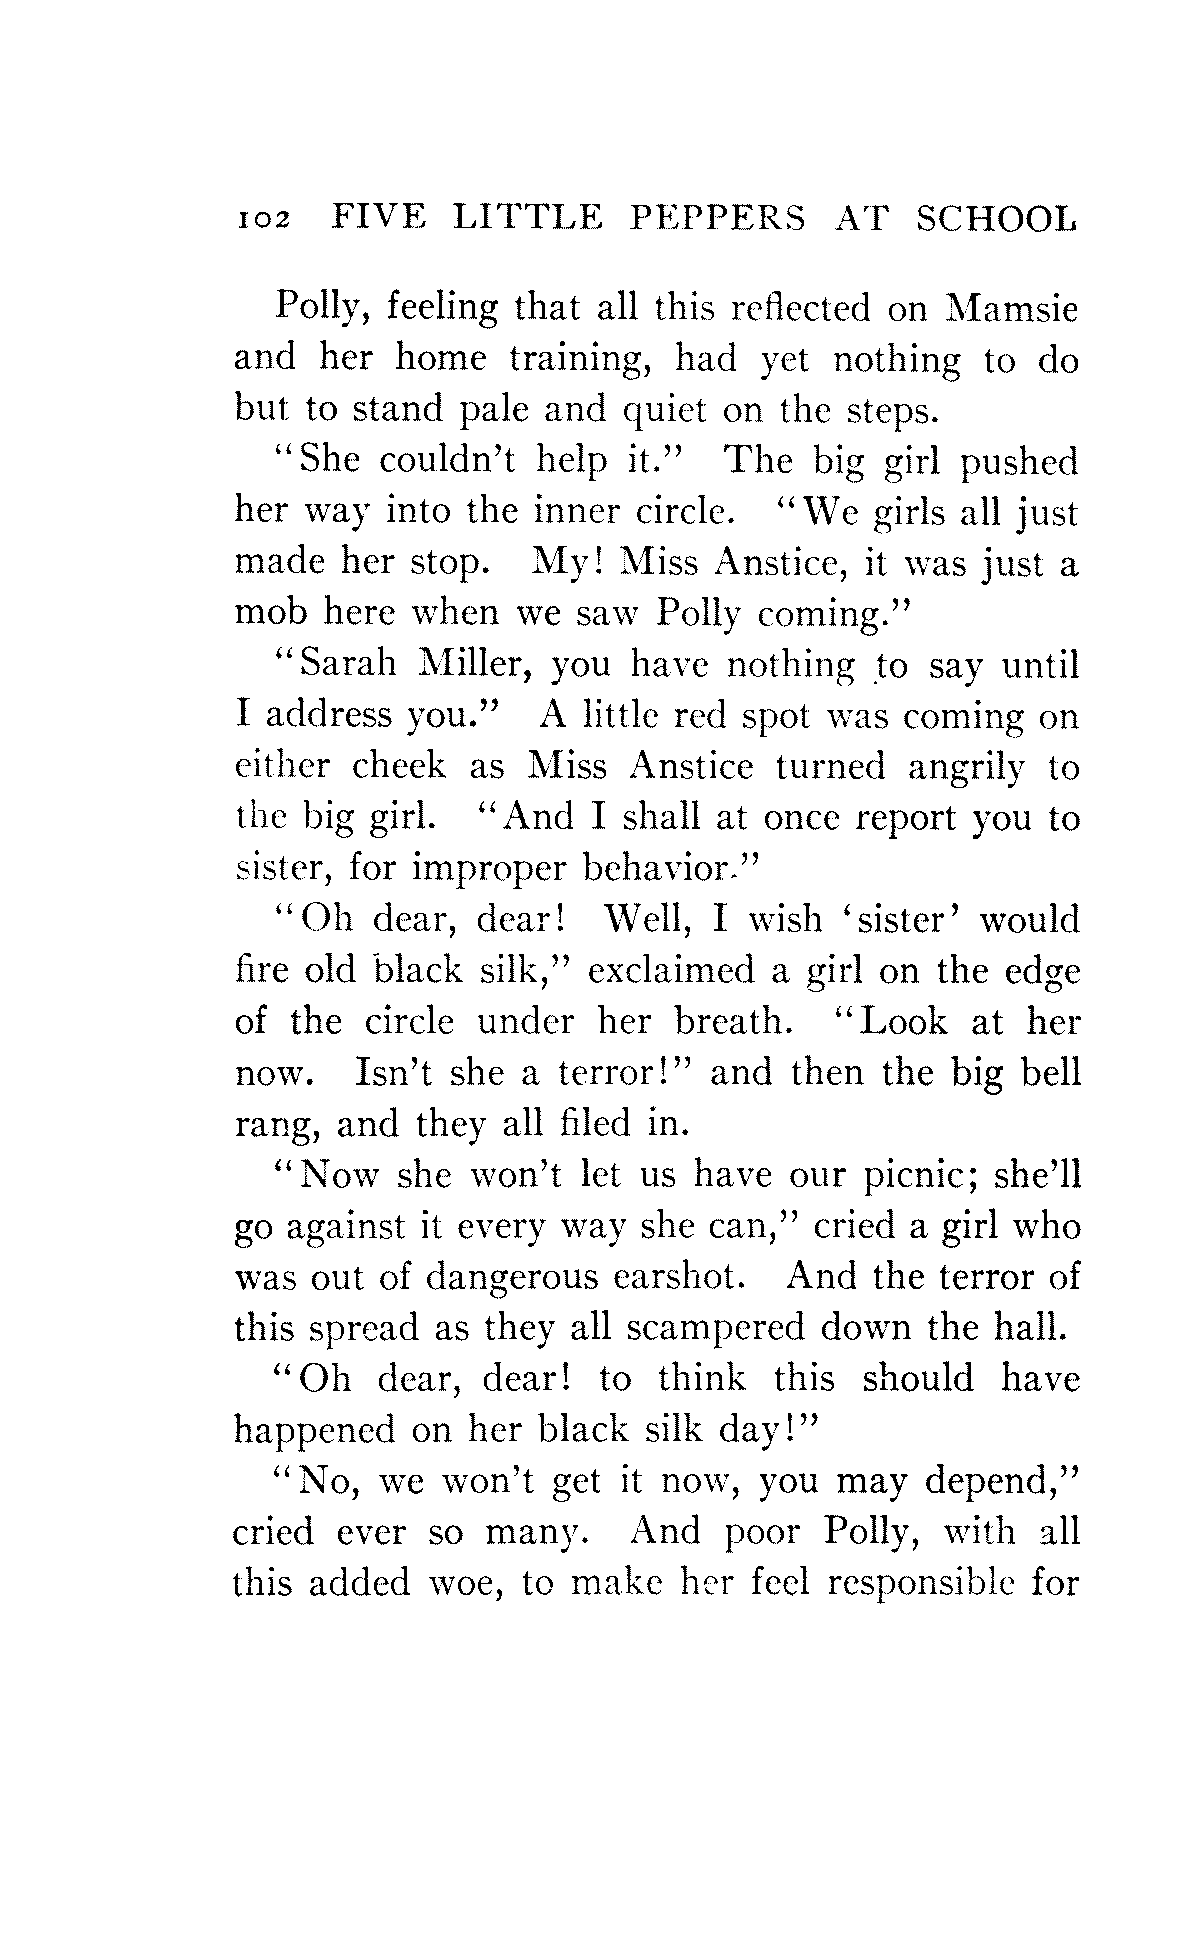 102 FIVE LITTLE PEPPERS AT SCHOOL
Polly, feeling that all this reflected on Mamsie
and her home training, had yet nothing to do
but to stand pale and quiet on the steps.
"She couldn't help it." The big girl pushed
her way into the inner circle. "We girls all just
made her stop. My! Miss Anstice, it was just a
mob here when we saw Polly coming."
"Sarah Miller, you have nothing to say until
I address you." A little red spot was coming on
either cheek as Miss Anstice turned angrily to
the big girl. "And I shall at once report you to
sister, for improper behavior."
"Oh dear, dear! Well, I wish 'sister' would
fire old black silk," exclaimed a girl on the edge
of the circle under her breath. "Look at her
now. Isn't she a terror!" and then the big bell
rang, and they all filed in.
"Now she won't let us have our picnic; she'll
go against it every way she can," cried a girl who
was out of dangerous earshot. And the terror of
this spread as they all scampered down the hall.
"Oh dear, dear! to think this should have
happened on her black silk day!"
"No, we won't get it now, you may depend,"
cried ever so many. And poor Polly, with all
this added woe, to make her feel responsible for